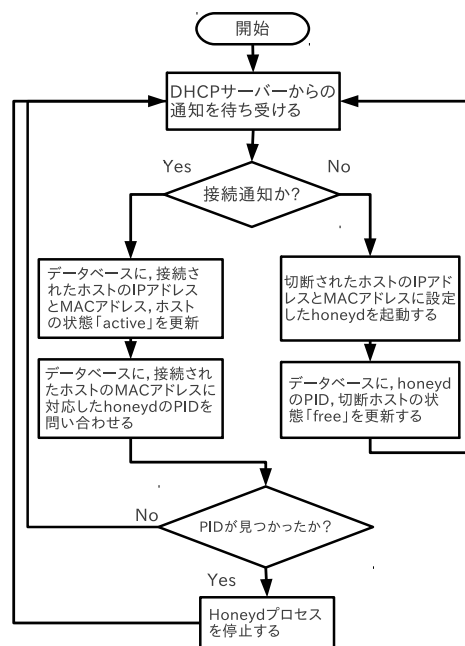 開始
DHCPサーバーからの
通知を待ち受ける
Yes
No
接続通知か?
データベースに，接続され
たホストのIPアドレス
とMACアドレス，ホスト
の状態「active」を更新
切断されたホストのIPア
ドレスとMACアドレスに設定
したhoneydを起動する
データベースに，接続され
たホストのMACアドレスに
対応したhoneydのPIDを
問い合わせる
データベースに，honeyd
のPID，切断ホストの状
態「free」を更新する
No
PIDが見つかったか?
Yes
Honeydプロセス
を停止する